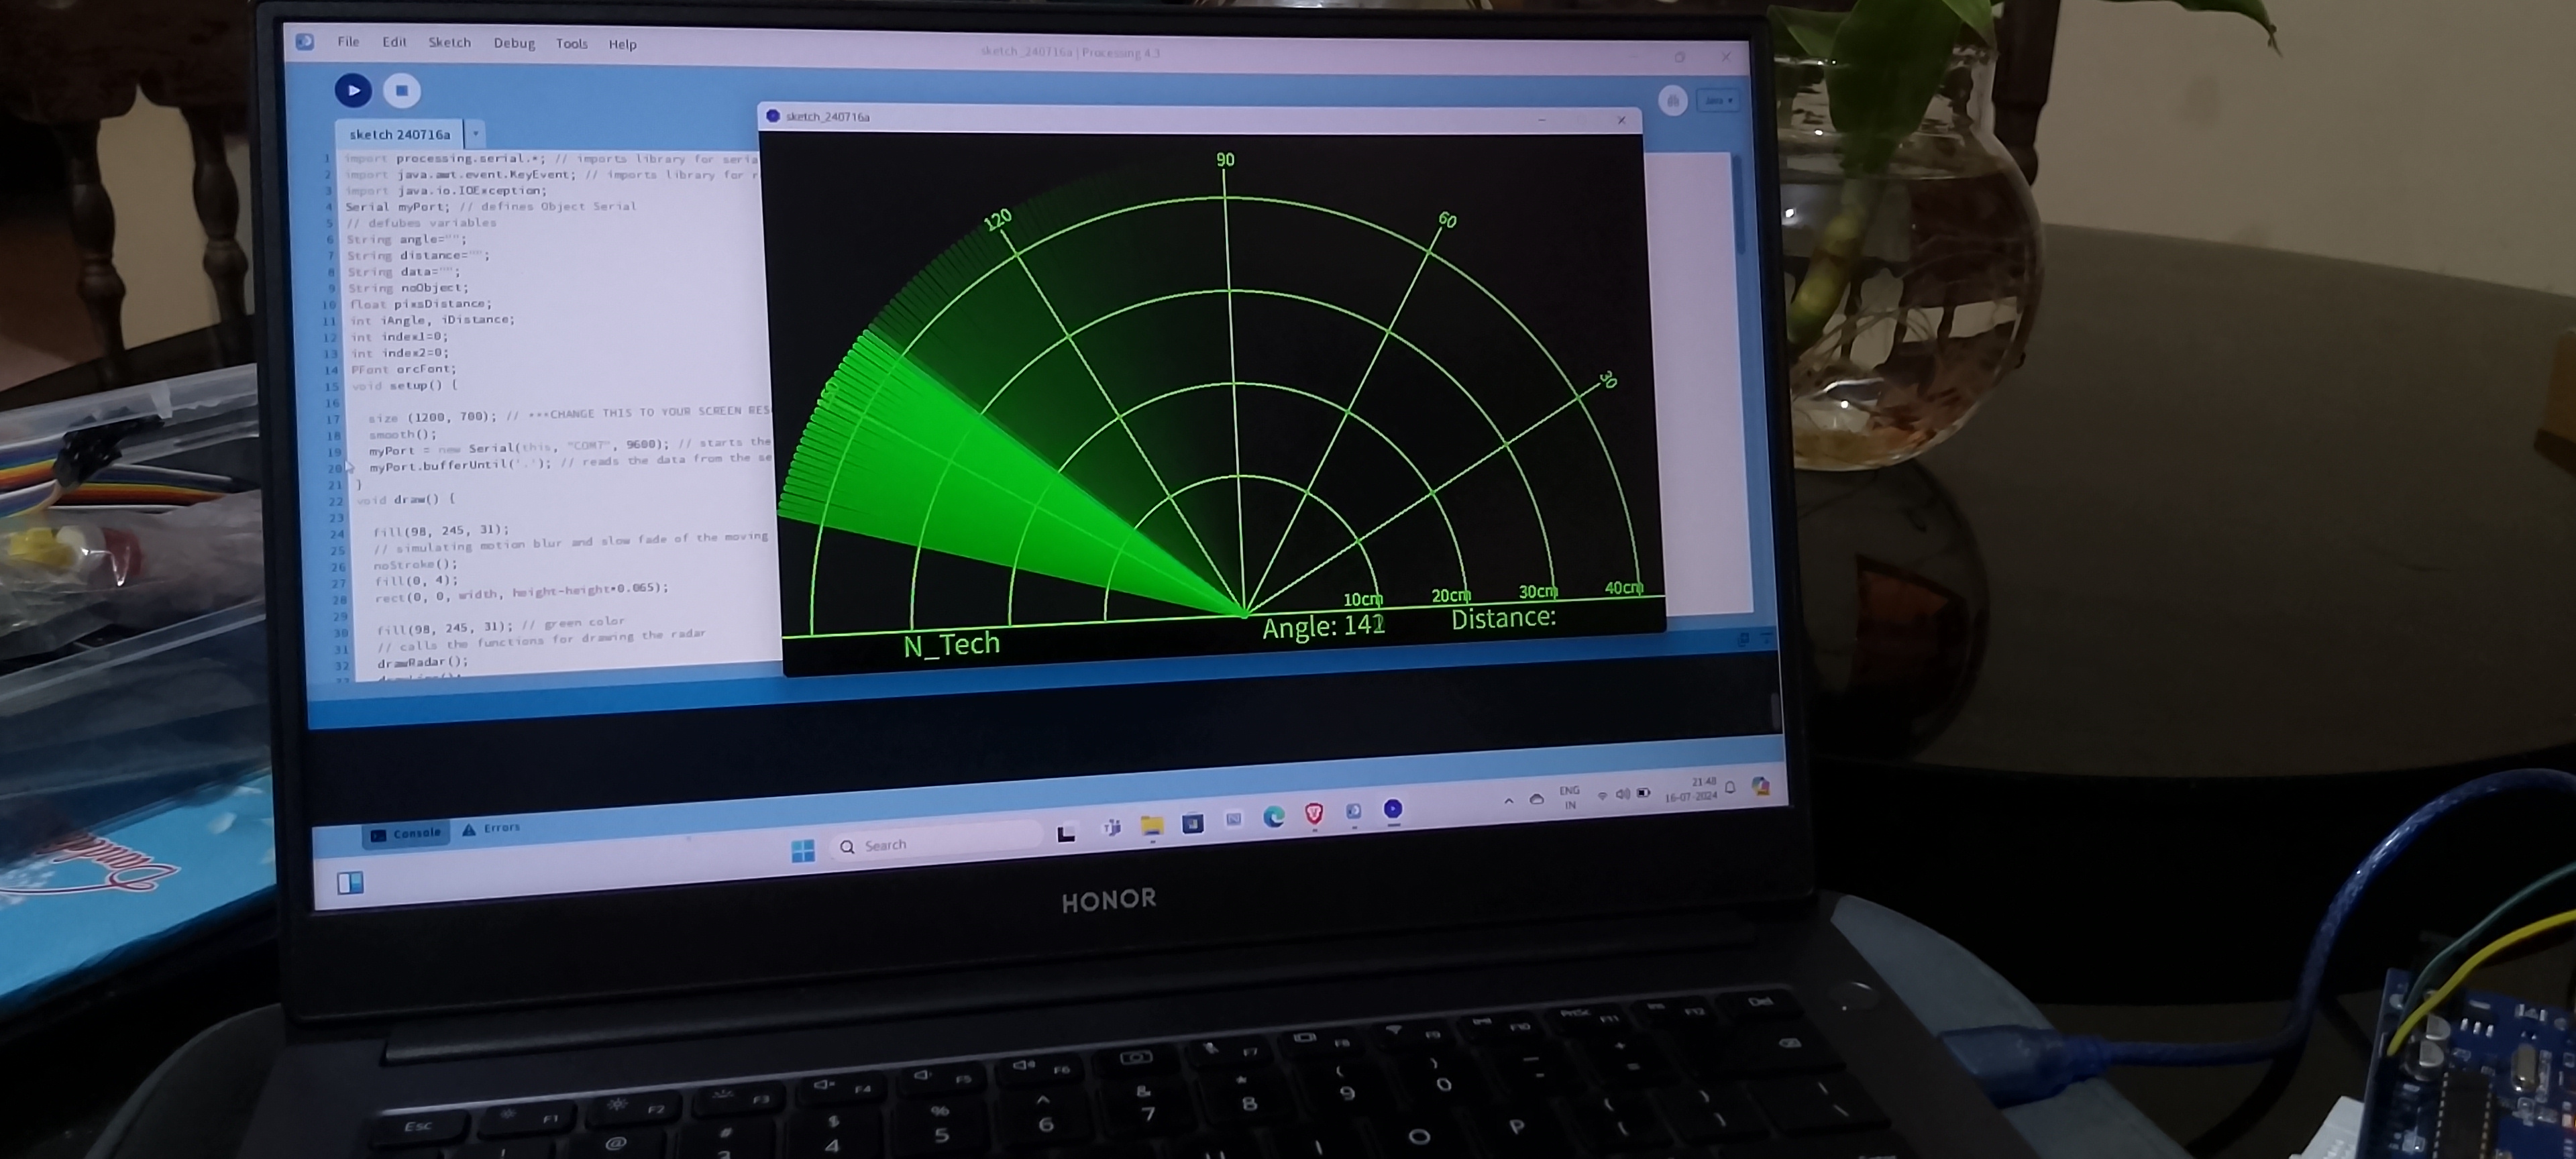 File Edit Sketch Debug Tools Help
sketch_240716a | Processing 4.3
Java
sketch 240716a
1 import processing.serial.*; // imports library for seria
2 import java.awt.event.KeyEvent; // imports library for r
3 import java.io.IOException;
4 Serial myPort; // defines Object Serial
5 // defubes variables
6 String angle="";
7 String distance="";
8 String data="";
9 String noObject;
10 float pixsDistance;
11 int iAngle, iDistance;
12 int index1=0;
13 int index2=0;
14 PFont orcFont;
15 void setup() {
16
17 size (1200, 700); // ***CHANGE THIS TO YOUR SCREEN RES
18 smooth();
19 myPort = new Serial(this, "COM7", 9600); // starts the
20 myPort.bufferUntil('.'); // reads the data from the se
21 }
22 void draw() {
23
24 fill(98, 245, 31);
25 // simulating motion blur and slow fade of the moving
26 noStroke();
27 fill(0, 4);
28 rect(0, 0, width, height-height*0.065);
29
30 fill(98, 245, 31); // green color
31 // calls the functions for drawing the radar
32 drawRadar();
sketch_240716a
90
120
60
30
10cm 20cm 30cm 40cm
N_Tech Angle: 142 Distance:
Console Errors
Search
ENG
IN
21:48
16-07-2024
HONOR
Esc F1 F2 F3 F4 F5 F6 F7 F8 F9 F10 F11 F12 Del
@ # $ % ^ & * ( ) _ +
4 5 6 7 8 9 0 - =
O P